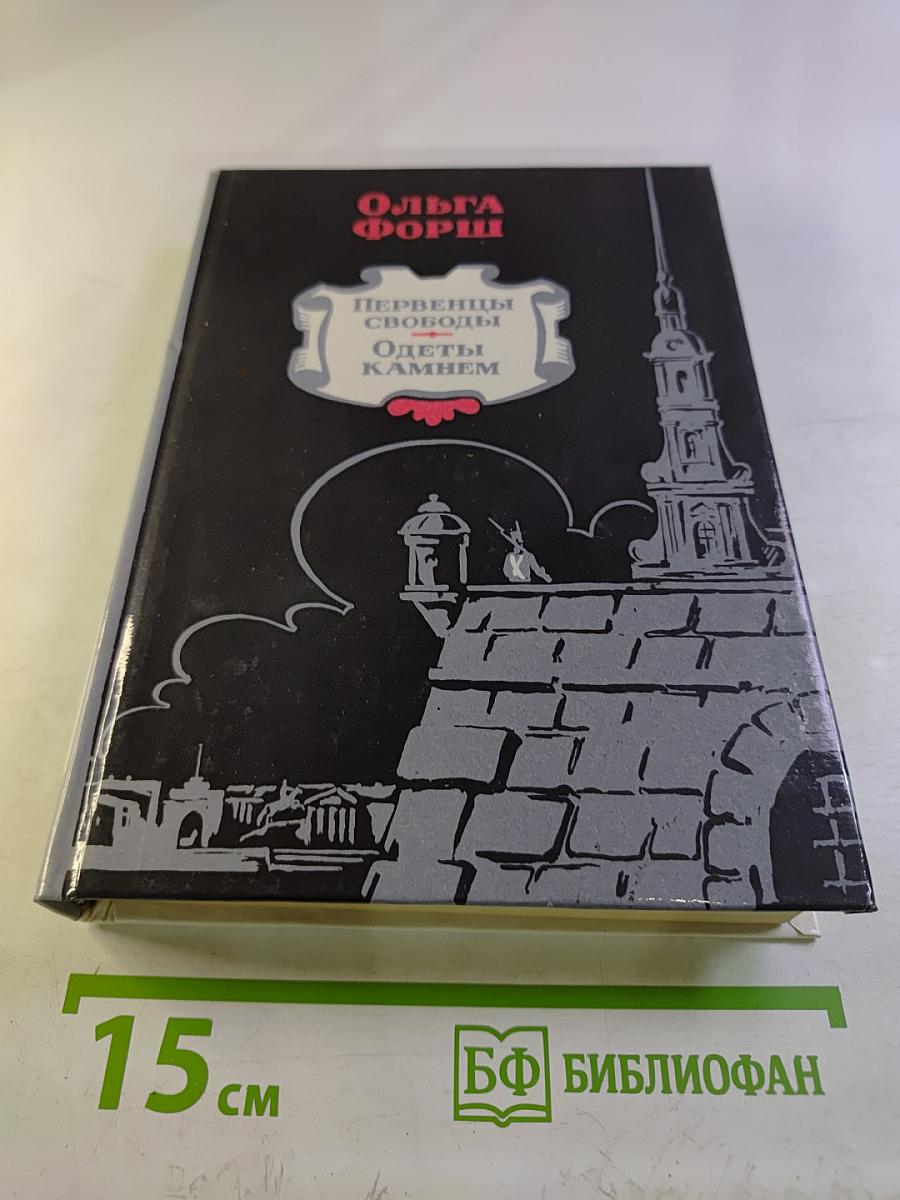 Ольга
Форш
Первенцы
свободы
Одеты
камнем
15 см
БФ БИБЛИОФАН